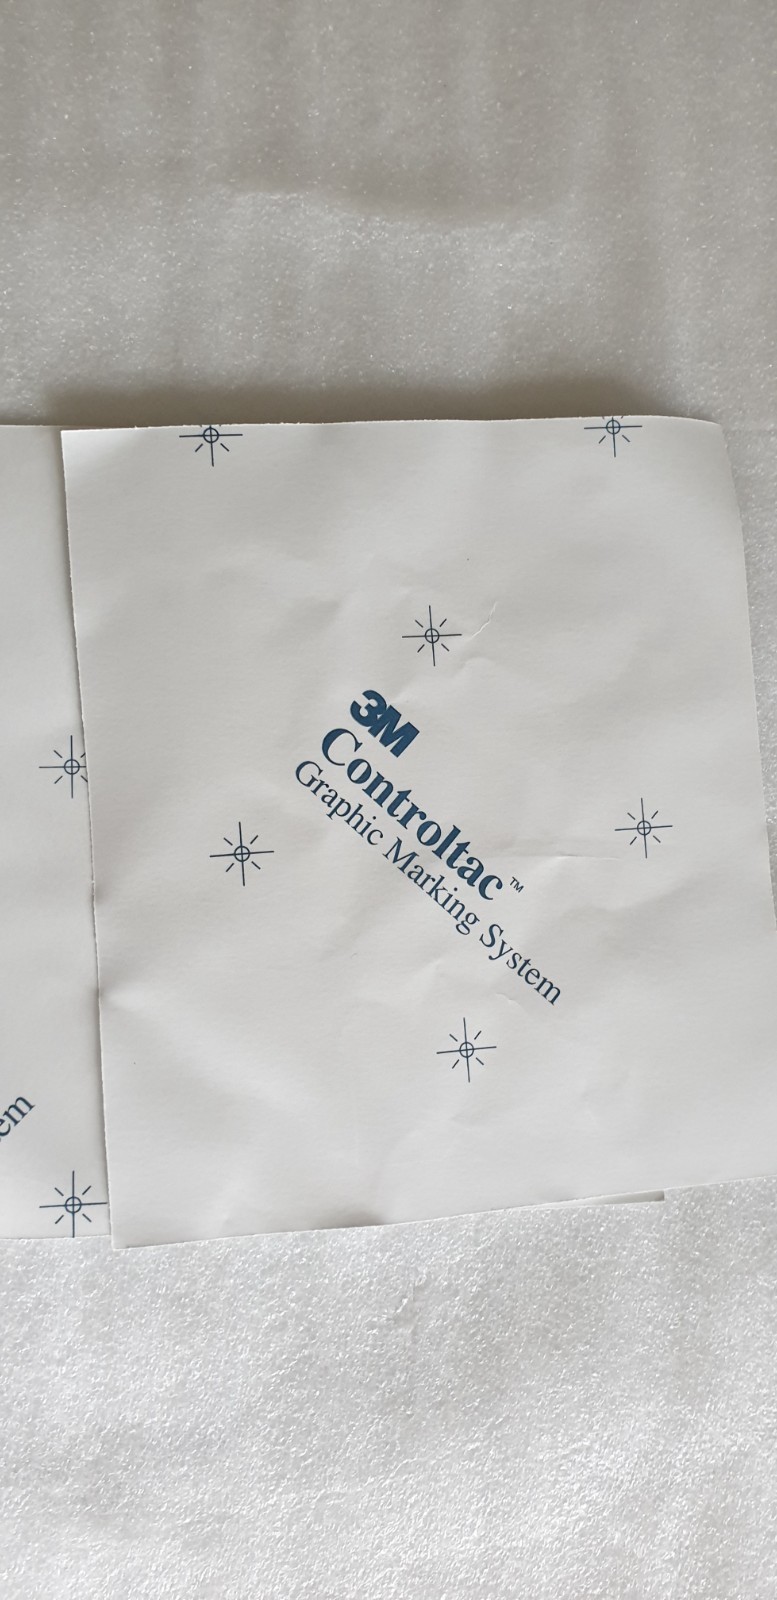 3M
Controltac™
Graphic Marking System
em